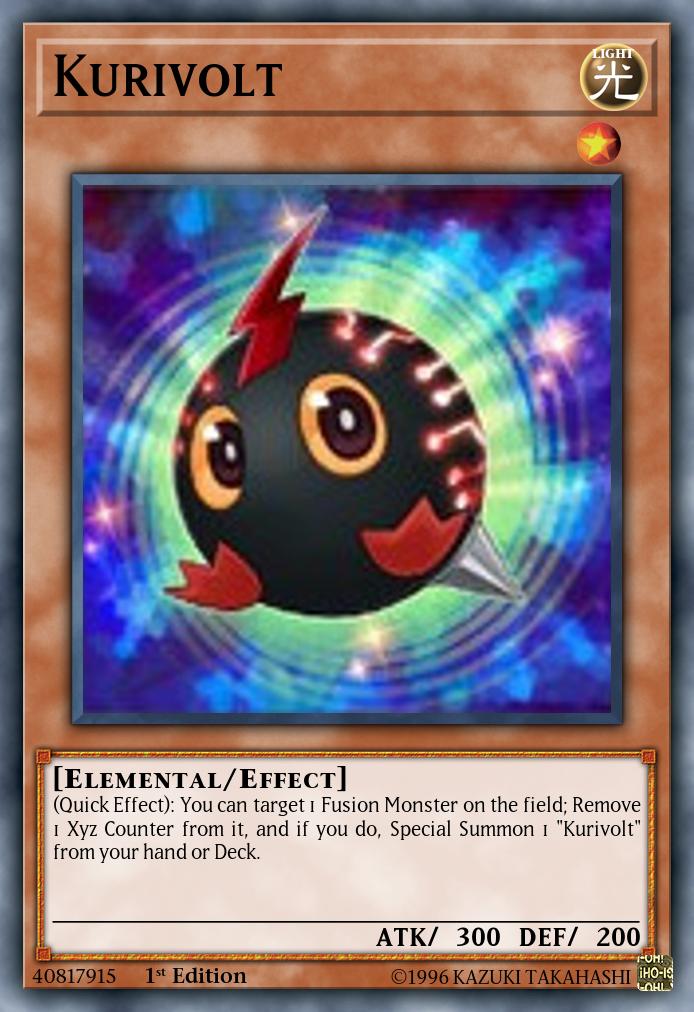 KURIVOLT
LIGHT
光
[ELEMENTAL/EFFECT]
(Quick Effect): You can target 1 Fusion Monster on the field; Remove
1 Xyz Counter from it, and if you do, Special Summon 1 "Kurivolt"
from your hand or Deck.
ATK/ 300 DEF/ 200
40817915 1st Edition ©1996 KAZUKI TAKAHASHI